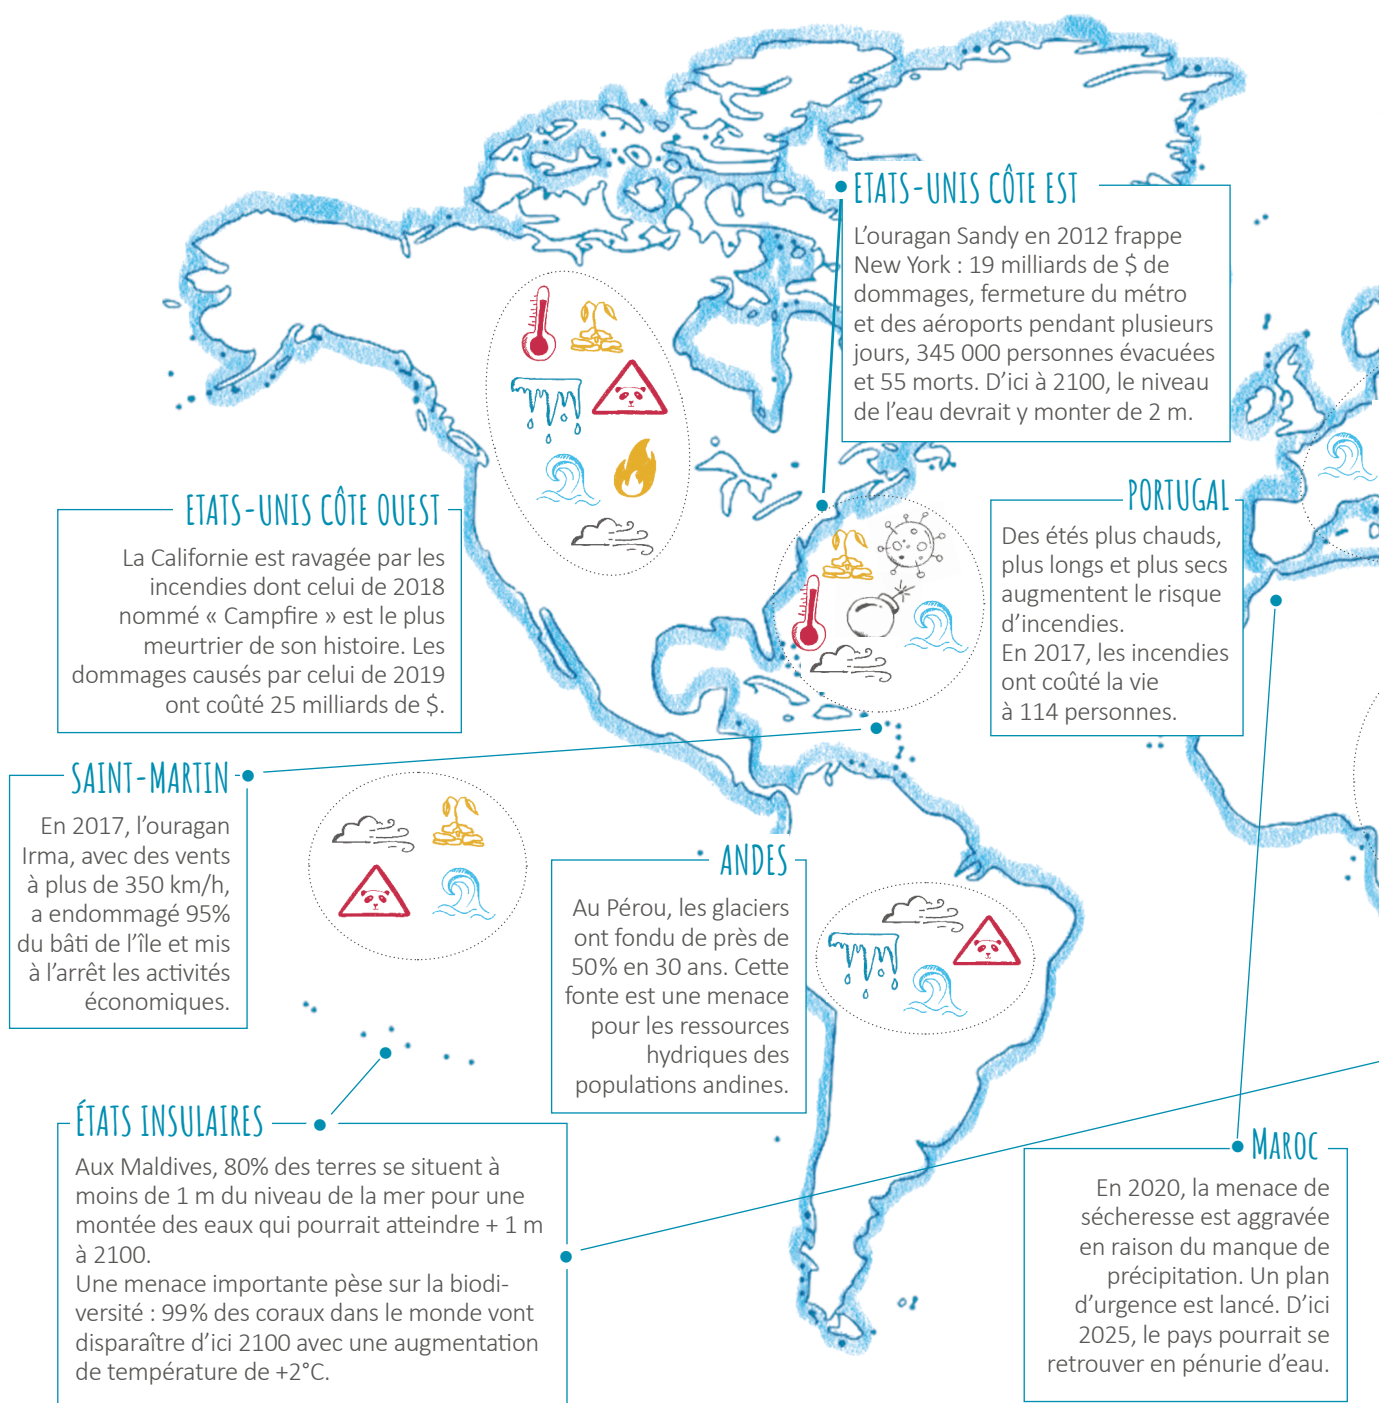 ETATS-UNIS CÔTE EST
L’ouragan Sandy en 2012 frappe
New York : 19 milliards de $ de
dommages, fermeture du métro
et des aéroports pendant plusieurs
jours, 345 000 personnes évacuées
et 55 morts. D’ici à 2100, le niveau
de l’eau devrait y monter de 2 m.
ETATS-UNIS CÔTE OUEST
La Californie est ravagée par les
incendies dont celui de 2018
nommé « Campfire » est le plus
meurtrier de son histoire. Les
dommages causés par celui de 2019
ont coûté 25 milliards de $.
PORTUGAL
Des étés plus chauds,
plus longs et plus secs
augmentent le risque
d’incendies.
En 2017, les incendies
ont coûté la vie
à 114 personnes.
SAINT-MARTIN
En 2017, l’ouragan
Irma, avec des vents
à plus de 350 km/h,
a endommagé 95%
du bâti de l’île et mis
à l’arrêt les activités
économiques.
ANDES
Au Pérou, les glaciers
ont fondu de près de
50% en 30 ans. Cette
fonte est une menace
pour les ressources
hydriques des
populations andines.
ÉTATS INSULAIRES
Aux Maldives, 80% des terres se situent à
moins de 1 m du niveau de la mer pour une
montée des eaux qui pourrait atteindre + 1 m
à 2100.
Une menace importante pèse sur la biodi-
versité : 99% des coraux dans le monde vont
disparaître d’ici 2100 avec une augmentation
de température de +2°C.
MAROC
En 2020, la menace de
sécheresse est aggravée
en raison du manque de
précipitation. Un plan
d’urgence est lancé. D’ici
2025, le pays pourrait se
retrouver en pénurie d’eau.